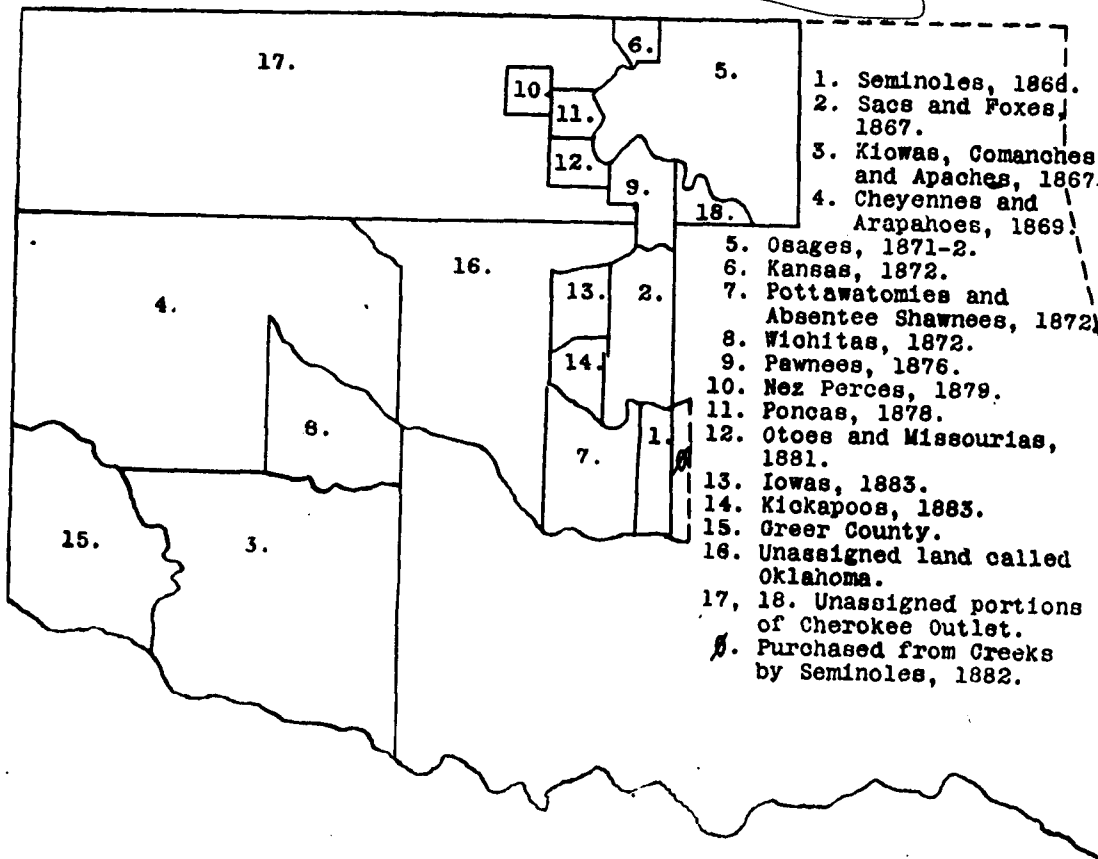 17.
6.
5.
10.
11.
12.
9.
18.
16.
4.
13.
2.
14.
8.
7.
1.
ø
15.
3.
1. Seminoles, 1866.
2. Sacs and Foxes,
1867.
3. Kiowas, Comanches
and Apaches, 1867.
4. Cheyennes and
Arapahoes, 1869.
5. Osages, 1871-2.
6. Kansas, 1872.
7. Pottawatomies and
Absentee Shawnees, 1872
8. Wichitas, 1872.
9. Pawnees, 1876.
10. Nez Perces, 1879.
11. Poncas, 1878.
12. Otoes and Missourias,
1881.
13. Iowas, 1883.
14. Kickapoos, 1883.
15. Greer County.
16. Unassigned land called
Oklahoma.
17, 18. Unassigned portions
of Cherokee Outlet.
ø. Purchased from Creeks
by Seminoles, 1882.